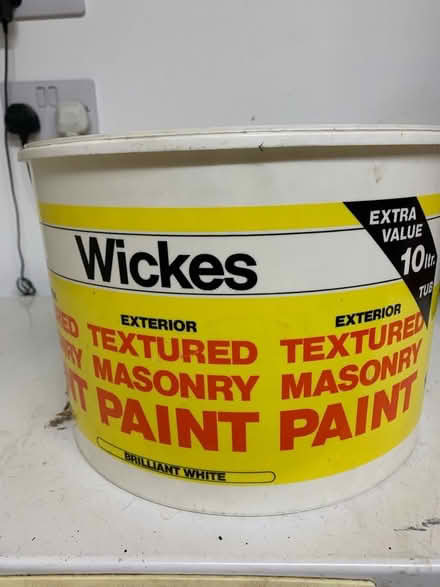 EXTRA
VALUE
10ltr.
TUB
Wickes
EXTERIOR
TEXTURED
MASONRY
PAINT
BRILLIANT WHITE
EXTERIOR
TEXTURED
MASONRY
PAINT